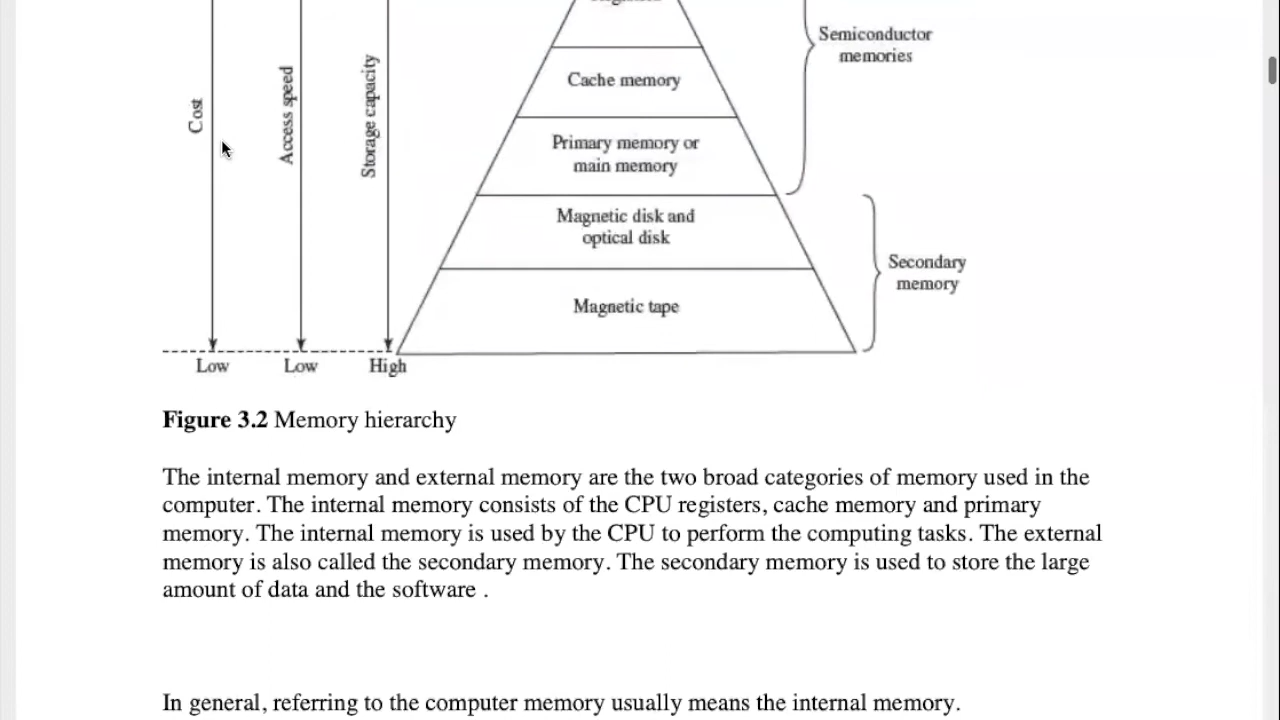 Semiconductor
memories
Cache memory
Primary memory or
main memory
Magnetic disk and
optical disk
Secondary
memory
Magnetic tape
Cost
Access speed
Storage capacity
Low
Low
High
Figure 3.2 Memory hierarchy
The internal memory and external memory are the two broad categories of memory used in the
computer. The internal memory consists of the CPU registers, cache memory and primary
memory. The internal memory is used by the CPU to perform the computing tasks. The external
memory is also called the secondary memory. The secondary memory is used to store the large
amount of data and the software .
In general, referring to the computer memory usually means the internal memory.